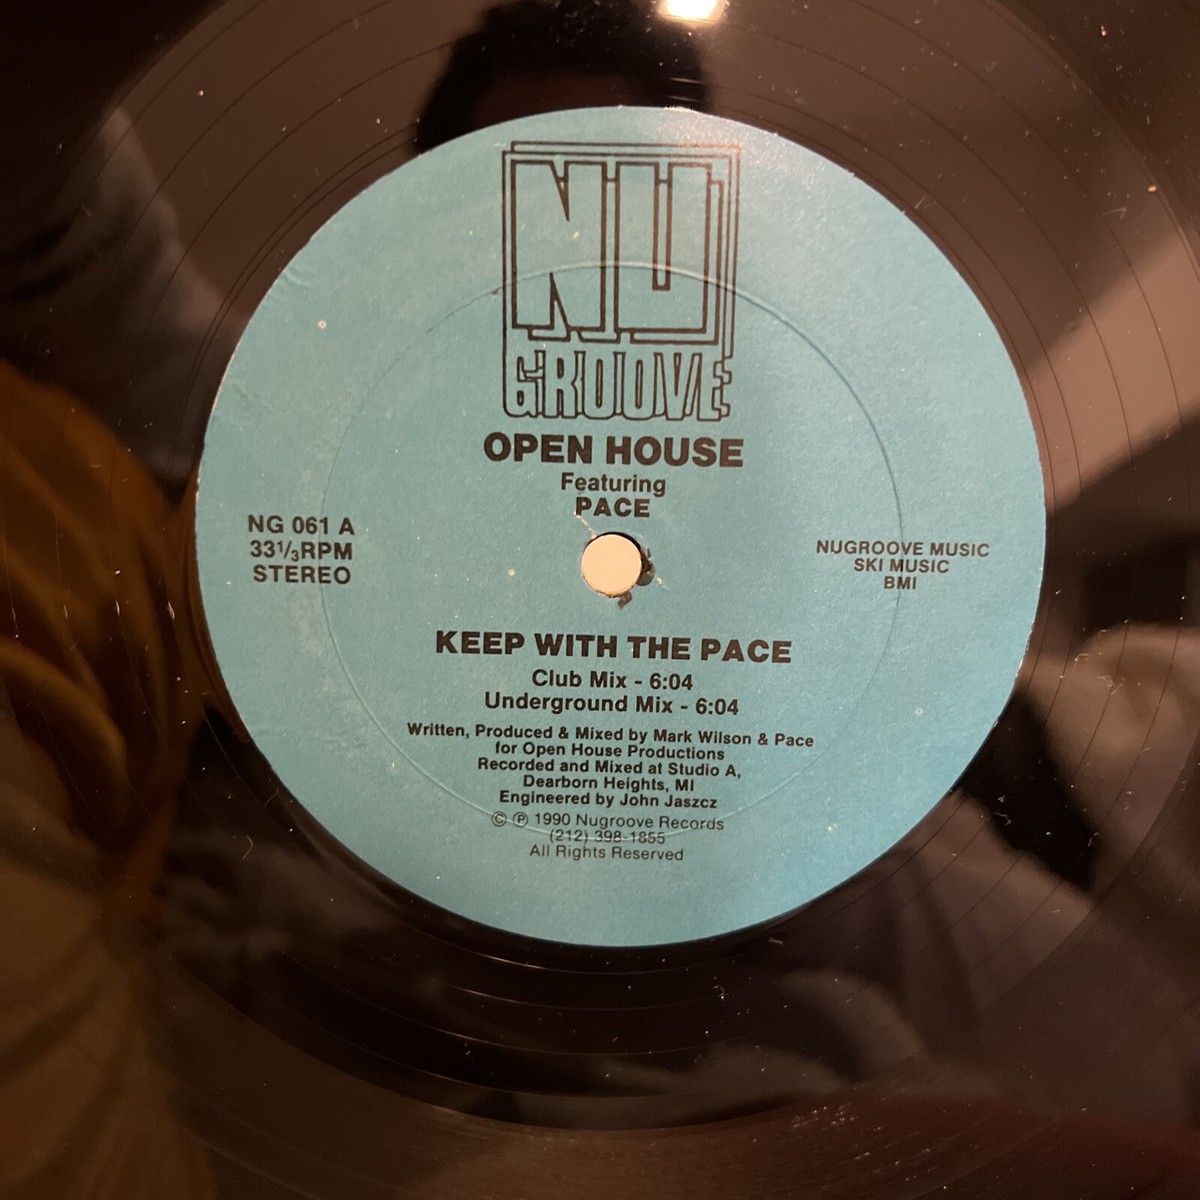 NU
GROOVE
OPEN HOUSE
Featuring
PACE
NG 061 A
33⅓RPM
STEREO
NUGROOVE MUSIC
SKI MUSIC
BMI
KEEP WITH THE PACE
Club Mix - 6:04
Underground Mix - 6:04
Written, Produced & Mixed by Mark Wilson & Pace
for Open House Productions
Recorded and Mixed at Studio A,
Dearborn Heights, MI
Engineered by John Jaszcz
© ℗ 1990 Nugroove Records
(212) 398-1855
All Rights Reserved